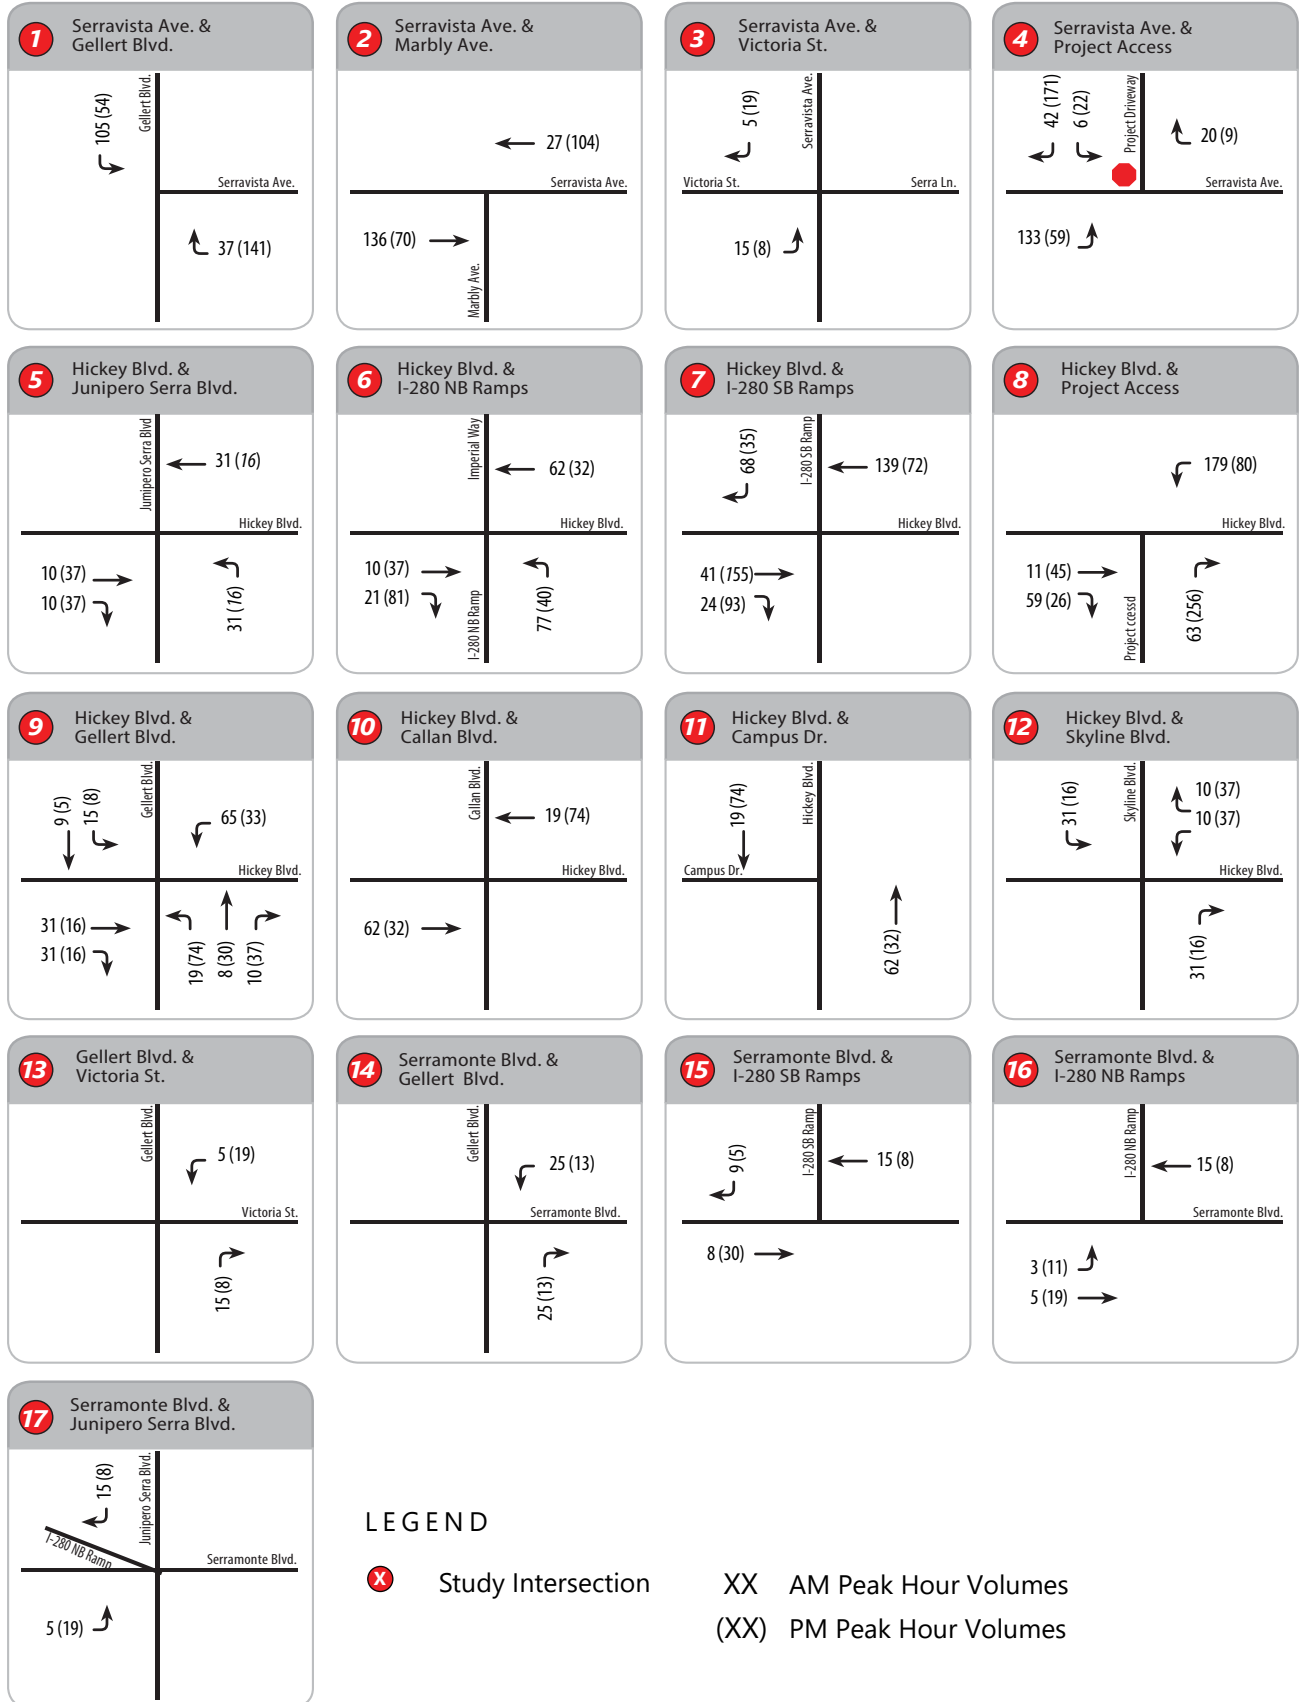 1
Serravista Ave. &
Gellert Blvd.
105 (54)
Gellert Blvd.
Serravista Ave.
37 (141)
2
Serravista Ave. &
Marbly Ave.
27 (104)
Serravista Ave.
136 (70)
Marbly Ave.
3
Serravista Ave. &
Victoria St.
5 (19)
Serravista Ave.
Victoria St.
Serra Ln.
15 (8)
4
Serravista Ave. &
Project Access
42 (171)
6 (22)
Project Driveway
20 (9)
Serravista Ave.
133 (59)
5
Hickey Blvd. &
Junipero Serra Blvd.
Jumipero Serra Blvd
31 (16)
Hickey Blvd.
10 (37)
10 (37)
31 (16)
6
Hickey Blvd. &
I-280 NB Ramps
Imperial Way
62 (32)
Hickey Blvd.
10 (37)
21 (81)
I-280 NB Ramp
77 (40)
7
Hickey Blvd. &
I-280 SB Ramps
68 (35)
I-280 SB Ramp
139 (72)
Hickey Blvd.
41 (155)
24 (93)
8
Hickey Blvd. &
Project Access
179 (80)
Hickey Blvd.
11 (45)
59 (26)
Project ccessd
63 (256)
9
Hickey Blvd. &
Gellert Blvd.
9 (5)
15 (8)
Gellert Blvd.
65 (33)
Hickey Blvd.
31 (16)
31 (16)
19 (74)
8 (30)
10 (37)
10
Hickey Blvd. &
Callan Blvd.
Callan Blvd.
19 (74)
Hickey Blvd.
62 (32)
11
Hickey Blvd. &
Campus Dr.
19 (74)
Hickey Blvd.
Campus Dr.
62 (32)
12
Hickey Blvd. &
Skyline Blvd.
31 (16)
Skyline Blvd.
10 (37)
10 (37)
Hickey Blvd.
31 (16)
13
Gellert Blvd. &
Victoria St.
Gellert Blvd.
5 (19)
Victoria St.
15 (8)
14
Serramonte Blvd. &
Gellert Blvd.
Gellert Blvd.
25 (13)
Serramonte Blvd.
25 (13)
15
Serramonte Blvd. &
I-280 SB Ramps
9 (5)
I-280 SB Ramp
15 (8)
8 (30)
16
Serramonte Blvd. &
I-280 NB Ramps
I-280 NB Ramp
15 (8)
Serramonte Blvd.
3 (11)
5 (19)
17
Serramonte Blvd. &
Junipero Serra Blvd.
15 (8)
Junipero Serra Blvd.
I-280 NB Ramp
Serramonte Blvd.
5 (19)
LEGEND
X Study Intersection
XX AM Peak Hour Volumes
(XX) PM Peak Hour Volumes